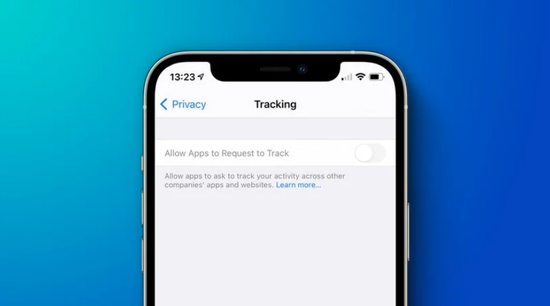 13:23
Privacy
Tracking
Allow Apps to Request to Track
Allow apps to ask to track your activity across other
companies' apps and websites. Learn more...